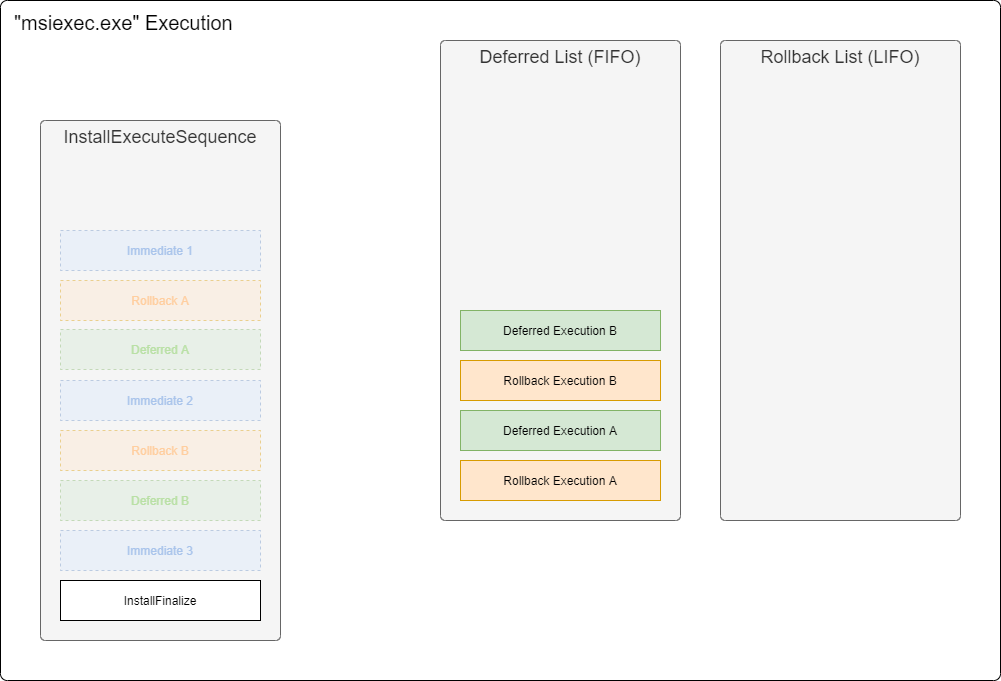 "msiexec.exe" Execution
InstallExecuteSequence
Immediate 1
Rollback A
Deferred A
Immediate 2
Rollback B
Deferred B
Immediate 3
InstallFinalize
Deferred List (FIFO)
Deferred Execution B
Rollback Execution B
Deferred Execution A
Rollback Execution A
Rollback List (LIFO)